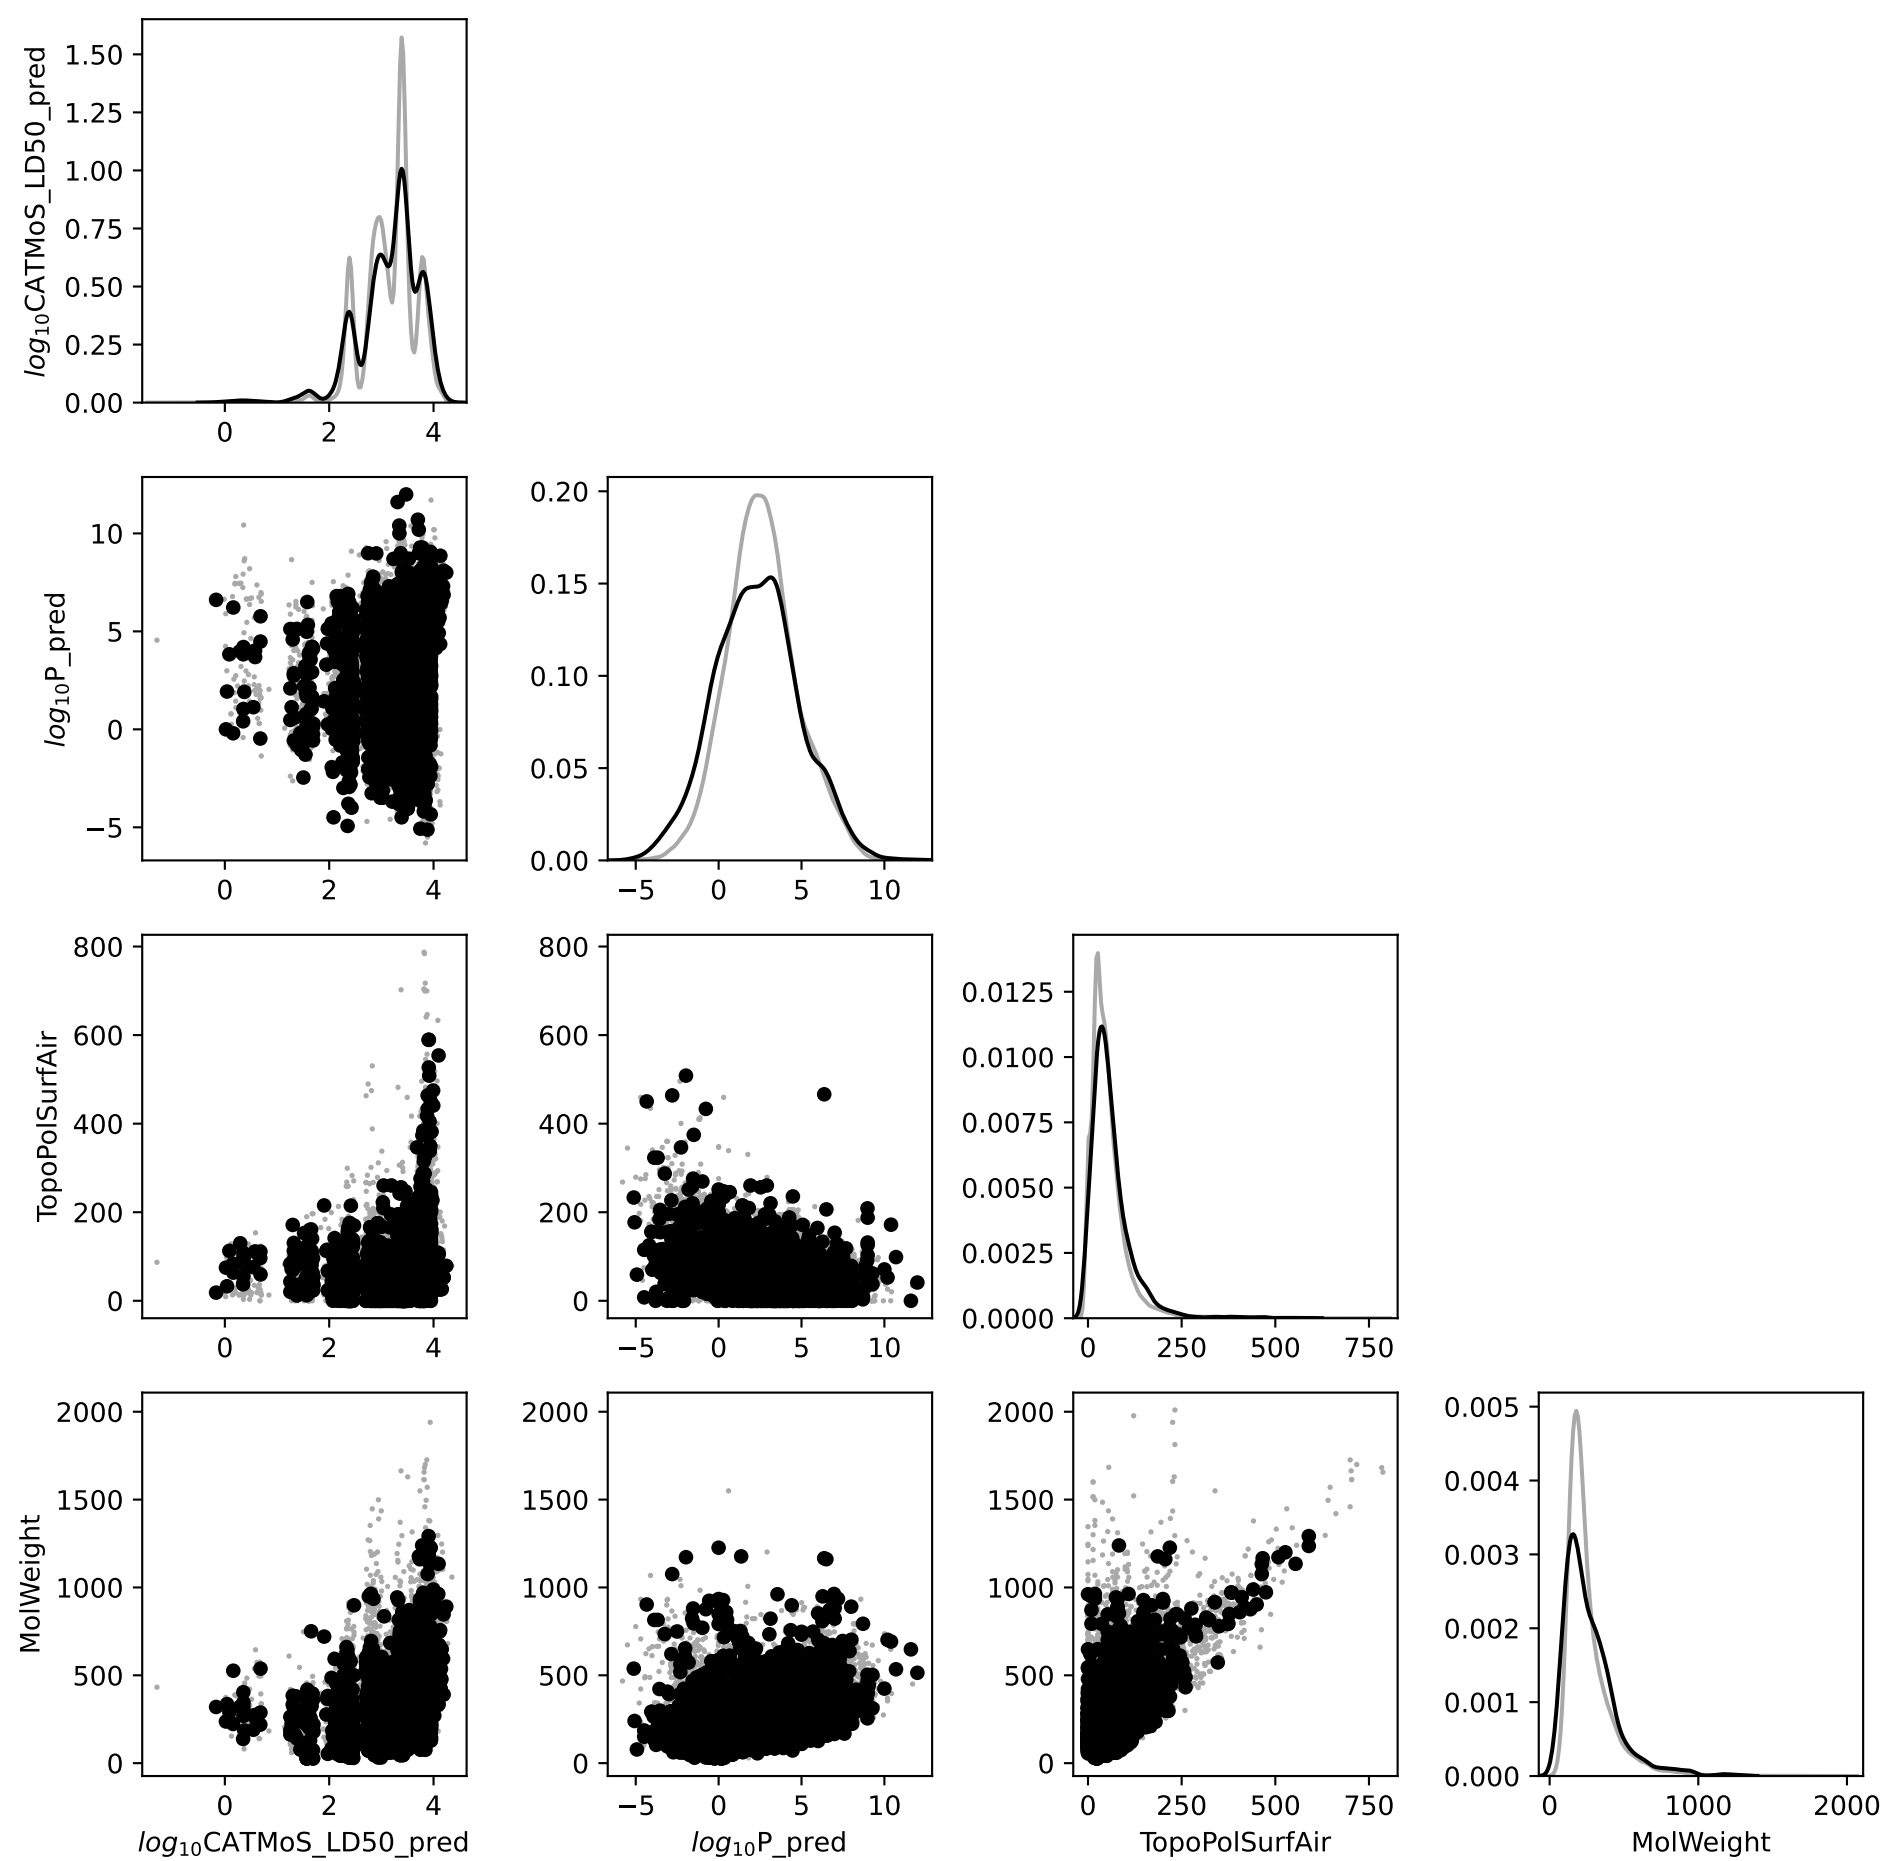 log10CATMoS_LD50_pred
1.50
1.25
1.00
0.75
0.50
0.25
0.00
0 2 4
log10P_pred
10
5
0
−5
0 2 4
0.20
0.15
0.10
0.05
0.00
−5 0 5 10
TopoPolSurfAir
800
600
400
200
0
0 2 4
800
600
400
200
0
−5 0 5 10
0.0125
0.0100
0.0075
0.0050
0.0025
0.0000
0 250 500 750
MolWeight
2000
1500
1000
500
0
0 2 4
log10CATMoS_LD50_pred
2000
1500
1000
500
0
−5 0 5 10
log10P_pred
2000
1500
1000
500
0
0 250 500 750
TopoPolSurfAir
0.005
0.004
0.003
0.002
0.001
0.000
0 1000 2000
MolWeight